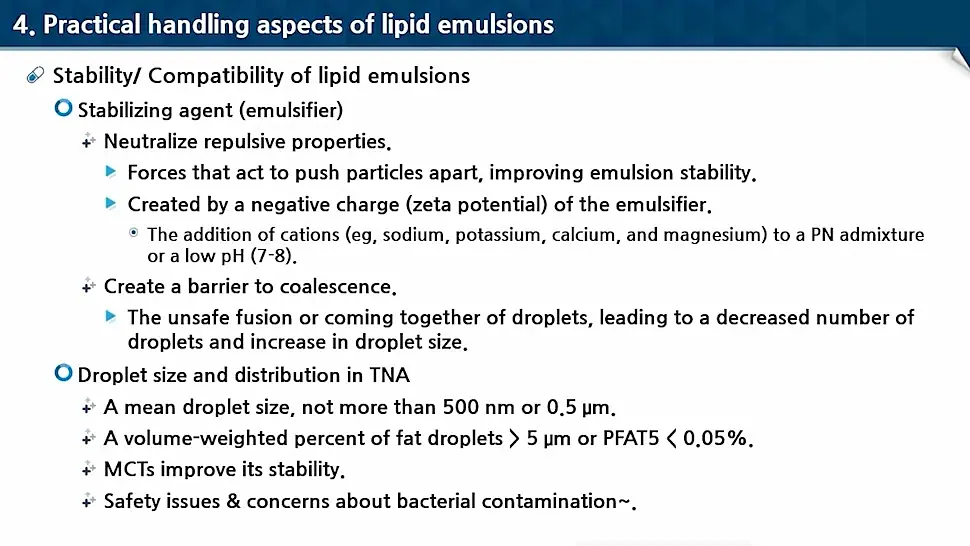 4. Practical handling aspects of lipid emulsions
Stability/ Compatibility of lipid emulsions
Stabilizing agent (emulsifier)
Neutralize repulsive properties.
Forces that act to push particles apart, improving emulsion stability.
Created by a negative charge (zeta potential) of the emulsifier.
The addition of cations (eg, sodium, potassium, calcium, and magnesium) to a PN admixture
or a low pH (7-8).
Create a barrier to coalescence.
The unsafe fusion or coming together of droplets, leading to a decreased number of
droplets and increase in droplet size.
Droplet size and distribution in TNA
A mean droplet size, not more than 500 nm or 0.5 μm.
A volume-weighted percent of fat droplets > 5 μm or PFAT5 < 0.05%.
MCTs improve its stability.
Safety issues & concerns about bacterial contamination~.